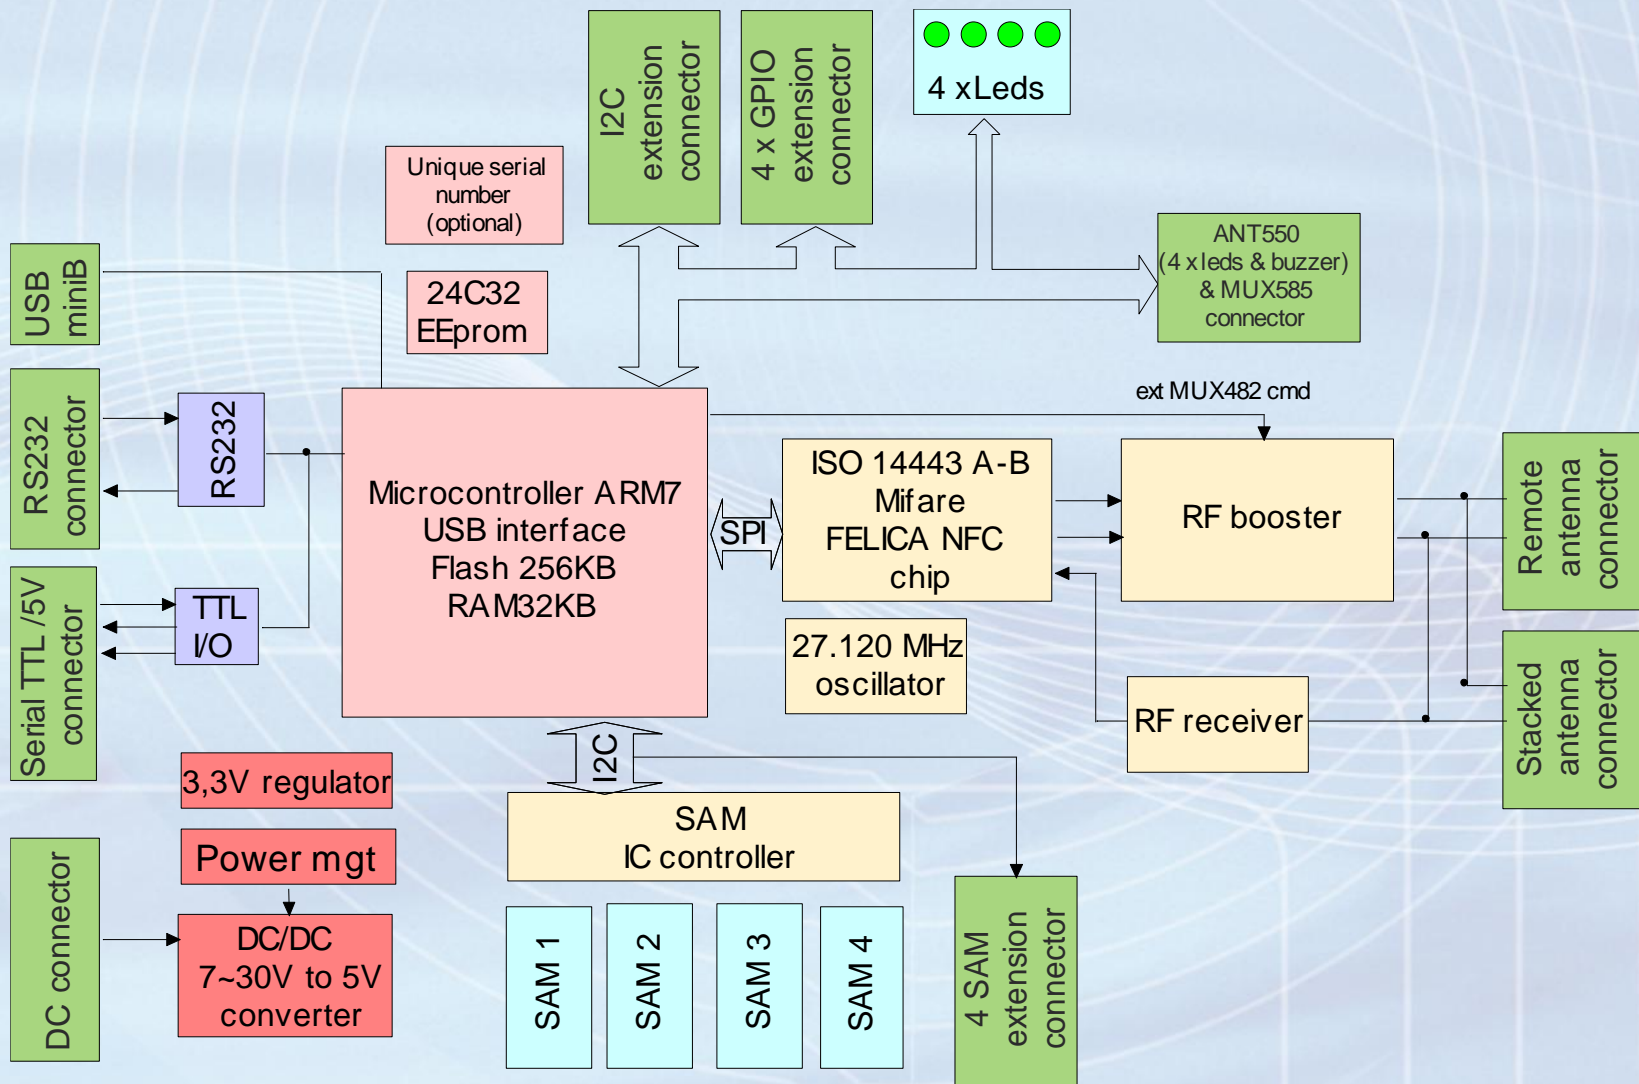 I2C
extension
connector
4 x GPIO
extension
connector
4 xLeds
Unique serial
number
(optional)
24C32
EEprom
ANT550
(4 xleds & buzzer)
& MUX585
connector
USB
miniB
RS232
connector
RS232
Serial TTL /5V
connector
TTL
I/O
Microcontroller ARM7
USB interface
Flash 256KB
RAM32KB
SPI
ext MUX482 cmd
ISO 14443 A-B
Mifare
FELICA NFC
chip
RF booster
Remote
antenna
connector
27.120 MHz
oscillator
RF receiver
Stacked
antenna
connector
I2C
3,3V regulator
Power mgt
DC connector
DC/DC
7~30V to 5V
converter
SAM
IC controller
SAM 1
SAM 2
SAM 3
SAM 4
4 SAM
extension
connector